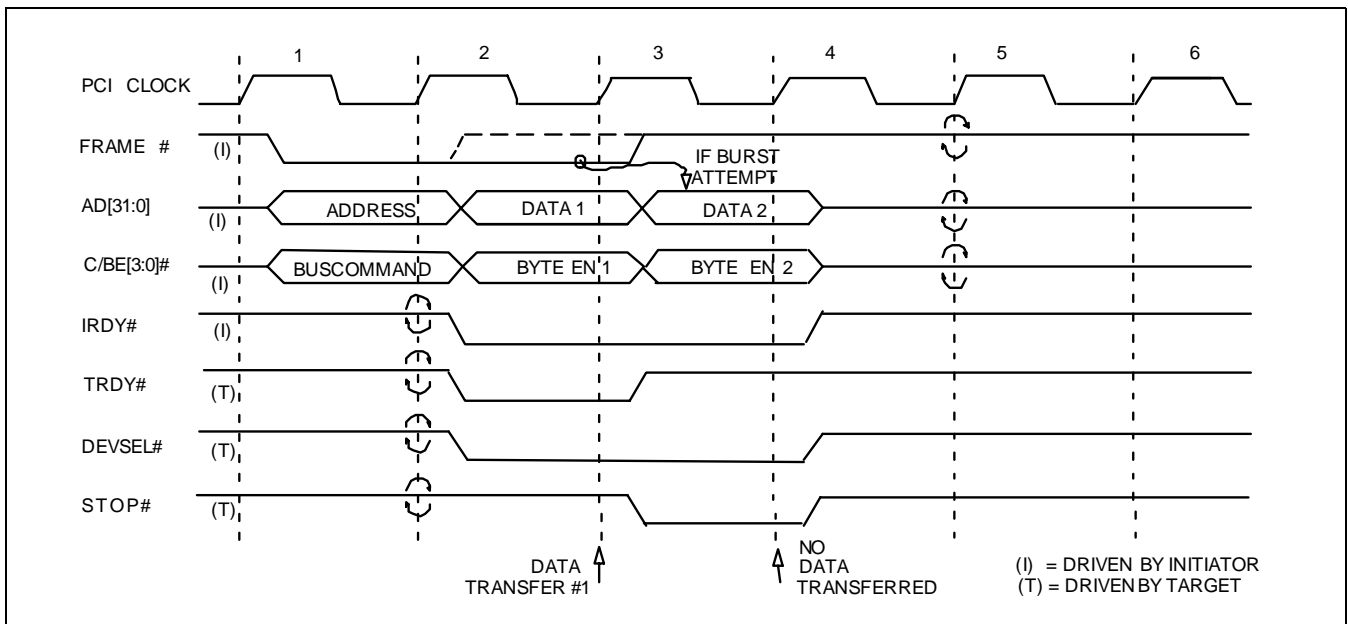 1 2 3 4 5 6
PCI CLOCK
FRAME # (I)
IF BURST
ATTEMPT
AD[31:0] (I) ADDRESS DATA 1 DATA 2
C/BE[3:0]# (I) BUSCOMMAND BYTE EN 1 BYTE EN 2
IRDY# (I)
TRDY# (T)
DEVSEL# (T)
STOP# (T)
DATA
TRANSFER #1
NO
DATA
TRANSFERRED
(I) = DRIVEN BY INITIATOR
(T) = DRIVEN BY TARGET